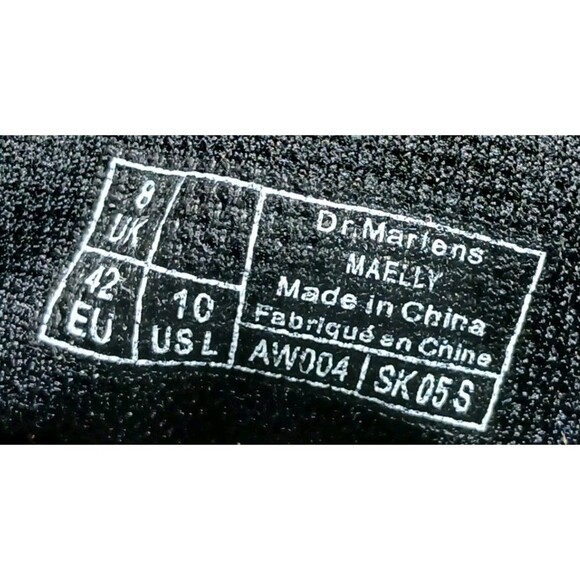 8
UK
42
EU
10
US L
Dr.Martens
MAELLY
Made in China
Fabriqué en Chine
AW004
SK05S